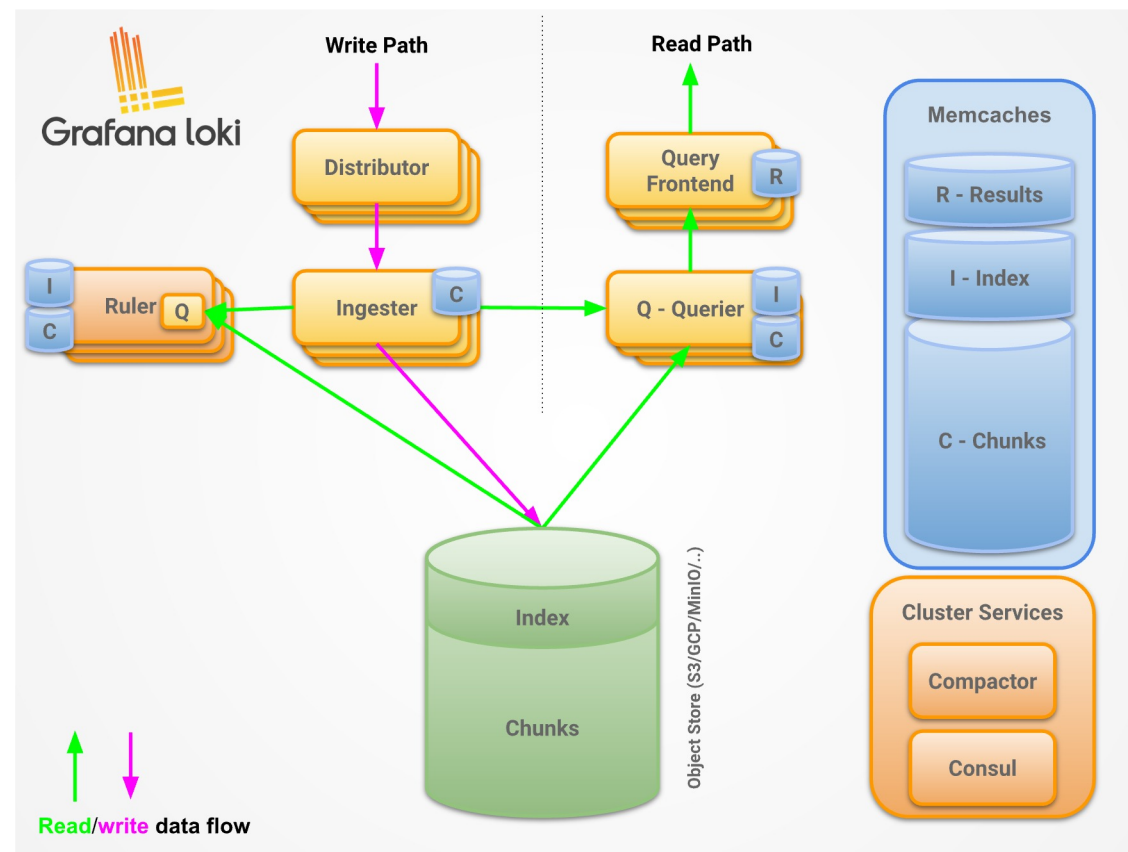 Write Path
Read Path
Grafana loki
Distributor
Query
Frontend
R
Memcaches
R - Results
I - Index
C - Chunks
I
C
Ruler
Q
Ingester
C
Q - Querier
I
C
Index
Chunks
Object Store (S3/GCP/MinIO/..)
Cluster Services
Compactor
Consul
Read/write data flow